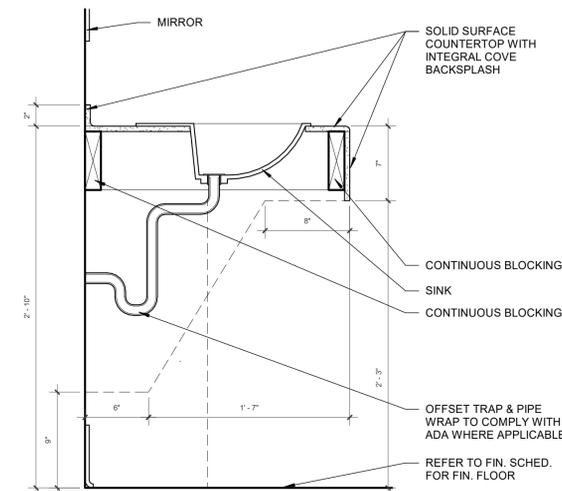 MIRROR
SOLID SURFACE
COUNTERTOP WITH
INTEGRAL COVE
BACKSPLASH
2"
7"
8"
CONTINUOUS BLOCKING
SINK
CONTINUOUS BLOCKING
2' - 10"
2' - 3"
6"
1' - 7"
9"
OFFSET TRAP & PIPE
WRAP TO COMPLY WITH
ADA WHERE APPLICABLE
REFER TO FIN. SCHED.
FOR FIN. FLOOR